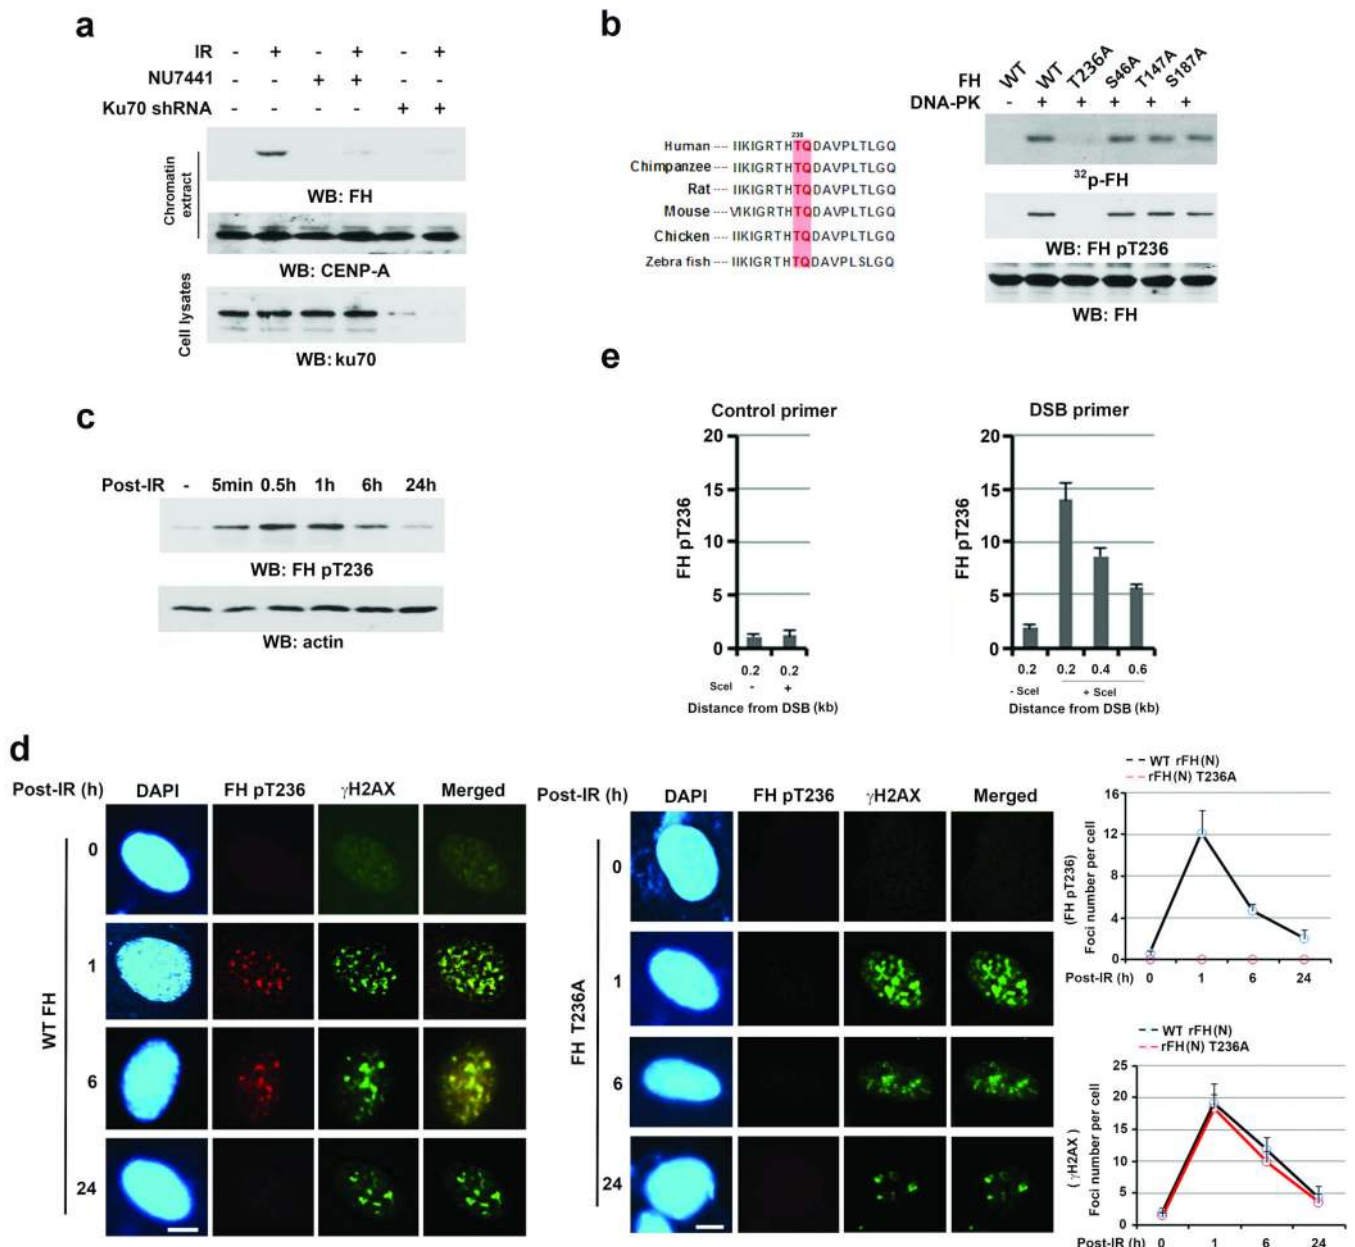 a
IR - + - + - +
NU7441 - - + + - -
Ku70 shRNA - - - - + +
Chromatin extract
WB: FH
WB: CENP-A
Cell lysates
WB: ku70
b
236
Human ---- IIKIGRTHTQDAVPLTLGQ
Chimpanzee ---- IIKIGRTHTQDAVPLTLGQ
Rat ---- IIKIGRTHTQDAVPLTLGQ
Mouse ---- VIKIGRTHTQDAVPLTLGQ
Chicken ---- IIKIGRTHTQDAVPLTLGQ
Zebra fish ---- IIKIGRTHTQDAVPLSLGQ
FH WT WT T236A S46A T147A S187A
DNA-PK - + + + + +
32p-FH
WB: FH pT236
WB: FH
c
Post-IR - 5min 0.5h 1h 6h 24h
WB: FH pT236
WB: actin
e
Control primer
FH pT236
20
15
10
5
0
0.2 0.2
SceI - +
Distance from DSB (kb)
DSB primer
FH pT236
20
15
10
5
0
0.2 0.2 0.4 0.6
- SceI + SceI
Distance from DSB (kb)
d
Post-IR (h) DAPI FH pT236 γH2AX Merged
WT FH
0
1
6
24
Post-IR (h) DAPI FH pT236 γH2AX Merged
FH T236A
0
1
6
24
WT rFH(N)
rFH(N) T236A
(FH pT236)
Foci number per cell
16
12
8
4
0
Post-IR (h) 0 1 6 24
WT rFH(N)
rFH(N) T236A
( γH2AX )
Foci number per cell
25
20
15
10
5
0
Post-IR (h) 0 1 6 24